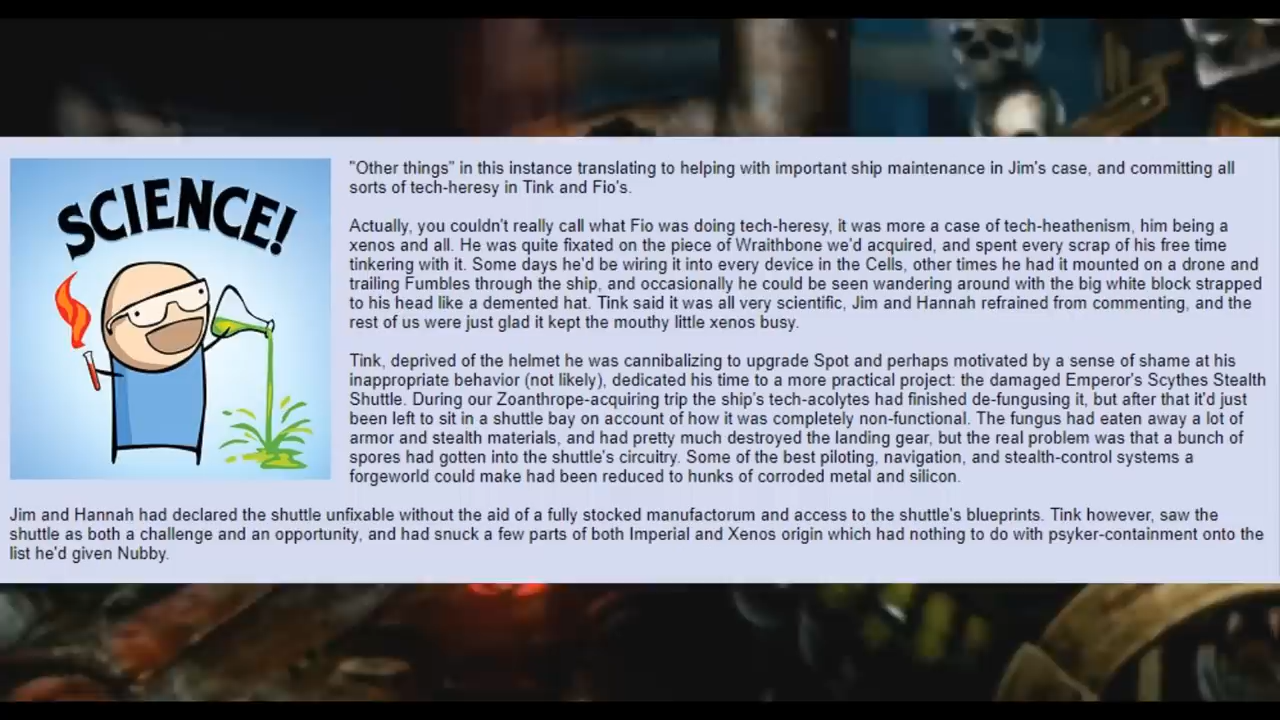 SCIENCE!
"Other things" in this instance translating to helping with important ship maintenance in Jim's case, and committing all
sorts of tech-heresy in Tink and Fio's.
Actually, you couldn't really call what Fio was doing tech-heresy, it was more a case of tech-heathenism, him being a
xenos and all. He was quite fixated on the piece of Wraithbone we'd acquired, and spent every scrap of his free time
tinkering with it. Some days he'd be wiring it into every device in the Cells, other times he had it mounted on a drone and
trailing Fumbles through the ship, and occasionally he could be seen wandering around with the big white block strapped
to his head like a demented hat. Tink said it was all very scientific, Jim and Hannah refrained from commenting, and the
rest of us were just glad it kept the mouthy little xenos busy.
Tink, deprived of the helmet he was cannibalizing to upgrade Spot and perhaps motivated by a sense of shame at his
inappropriate behavior (not likely), dedicated his time to a more practical project: the damaged Emperor's Scythes Stealth
Shuttle. During our Zoanthrope-acquiring trip the ship's tech-acolytes had finished de-fungusing it, but after that it'd just
been left to sit in a shuttle bay on account of how it was completely non-functional. The fungus had eaten away a lot of
armor and stealth materials, and had pretty much destroyed the landing gear, but the real problem was that a bunch of
spores had gotten into the shuttle's circuitry. Some of the best piloting, navigation, and stealth-control systems a
forgeworld could make had been reduced to hunks of corroded metal and silicon.
Jim and Hannah had declared the shuttle unfixable without the aid of a fully stocked manufactorum and access to the shuttle's blueprints. Tink however, saw the
shuttle as both a challenge and an opportunity, and had snuck a few parts of both Imperial and Xenos origin which had nothing to do with psyker-containment onto the
list he'd given Nubby.